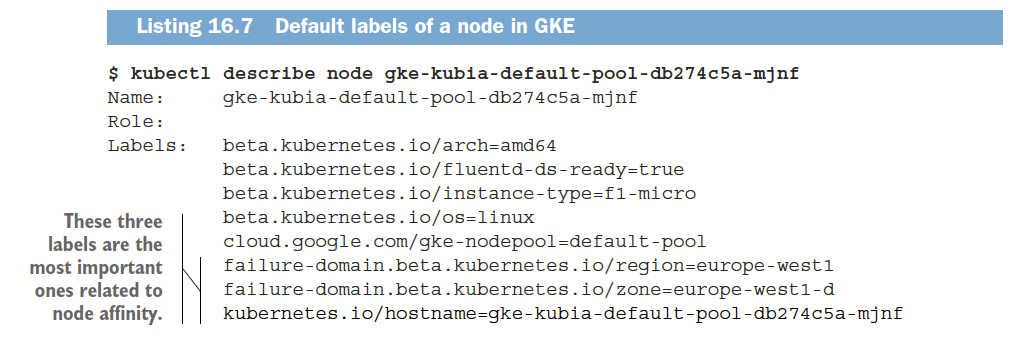 Listing 16.7 Default labels of a node in GKE
$ kubectl describe node gke-kubia-default-pool-db274c5a-mjnf
Name: gke-kubia-default-pool-db274c5a-mjnf
Role:
Labels: beta.kubernetes.io/arch=amd64
beta.kubernetes.io/fluentd-ds-ready=true
beta.kubernetes.io/instance-type=f1-micro
beta.kubernetes.io/os=linux
cloud.google.com/gke-nodepool=default-pool
failure-domain.beta.kubernetes.io/region=europe-west1
failure-domain.beta.kubernetes.io/zone=europe-west1-d
kubernetes.io/hostname=gke-kubia-default-pool-db274c5a-mjnf
These three
labels are the
most important
ones related to
node affinity.